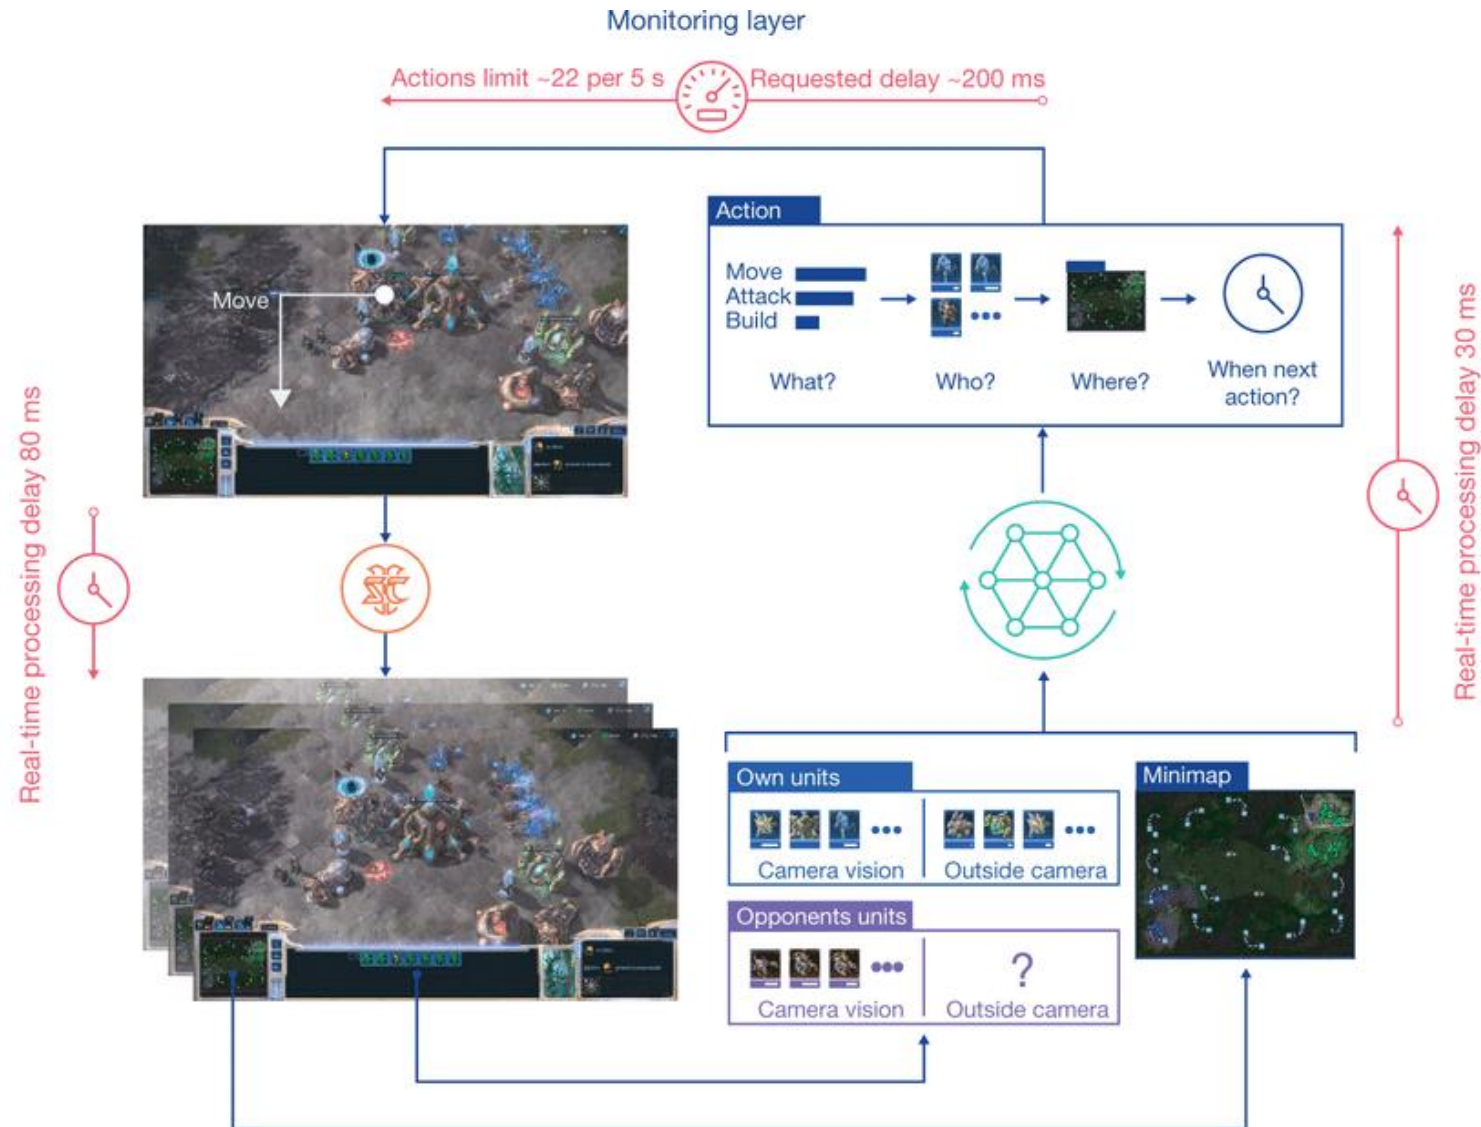 Monitoring layer
Actions limit ~22 per 5 s
Requested delay ~200 ms
Action
Move
Attack
Build
What?
Who?
Where?
When next
action?
Move
Real-time processing delay 80 ms
Real-time processing delay 30 ms
SC
Own units
Camera vision
Outside camera
Opponents units
Camera vision
?
Outside camera
Minimap